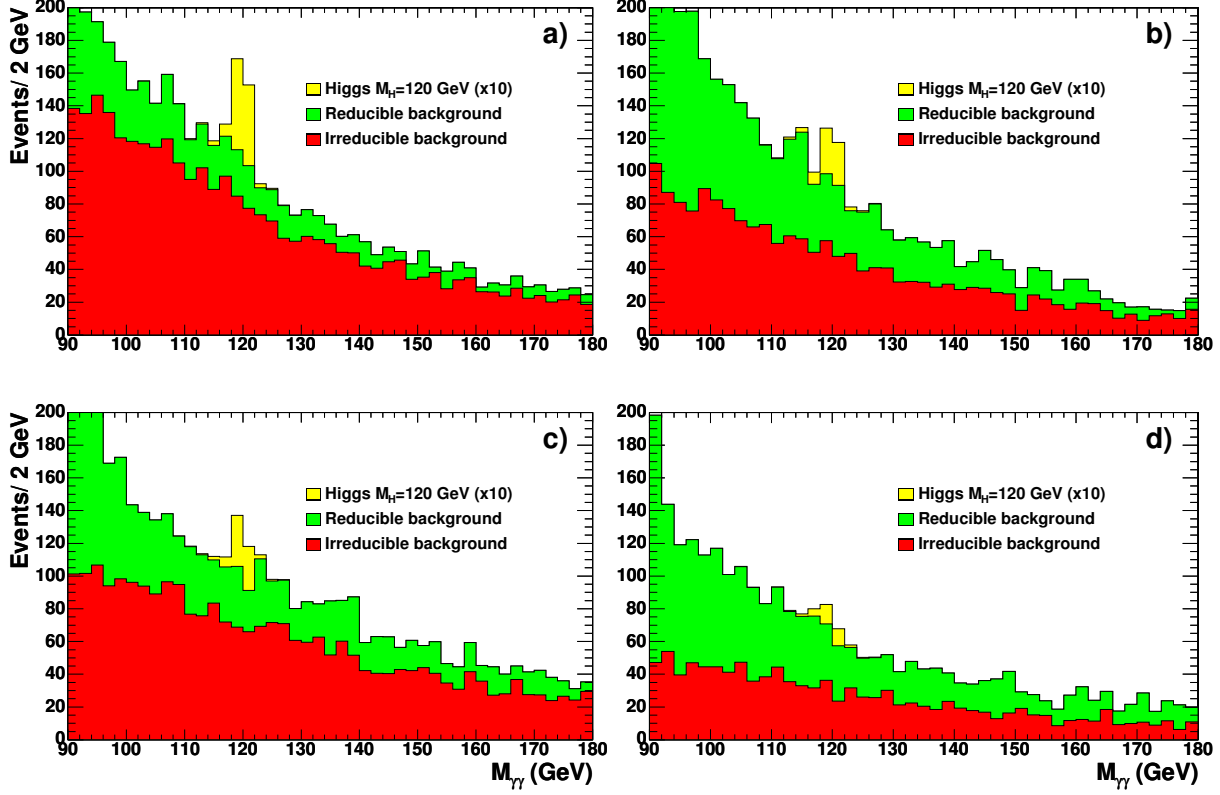 Events/ 2 GeV
200
180
160
140
120
100
80
60
40
20
0
a)
Higgs M_H=120 GeV (x10)
Reducible background
Irreducible background
90 100 110 120 130 140 150 160 170 180
200
180
160
140
120
100
80
60
40
20
0
b)
Higgs M_H=120 GeV (x10)
Reducible background
Irreducible background
90 100 110 120 130 140 150 160 170 180
Events/ 2 GeV
200
180
160
140
120
100
80
60
40
20
0
c)
Higgs M_H=120 GeV (x10)
Reducible background
Irreducible background
90 100 110 120 130 140 150 160 170 180
M_γγ (GeV)
200
180
160
140
120
100
80
60
40
20
0
d)
Higgs M_H=120 GeV (x10)
Reducible background
Irreducible background
90 100 110 120 130 140 150 160 170 180
M_γγ (GeV)